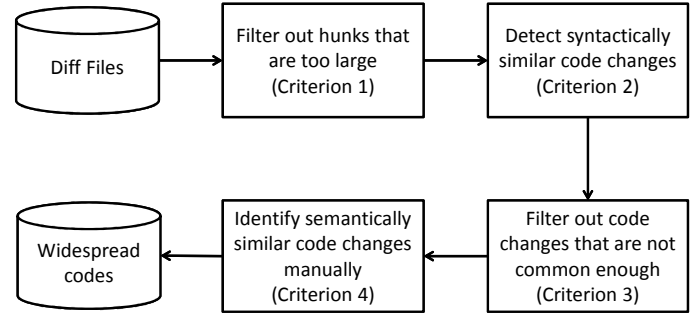 Diff Files
Filter out hunks that
are too large
(Criterion 1)
Detect syntactically
similar code changes
(Criterion 2)
Filter out code
changes that are not
common enough
(Criterion 3)
Identify semantically
similar code changes
manually
(Criterion 4)
Widespread
codes